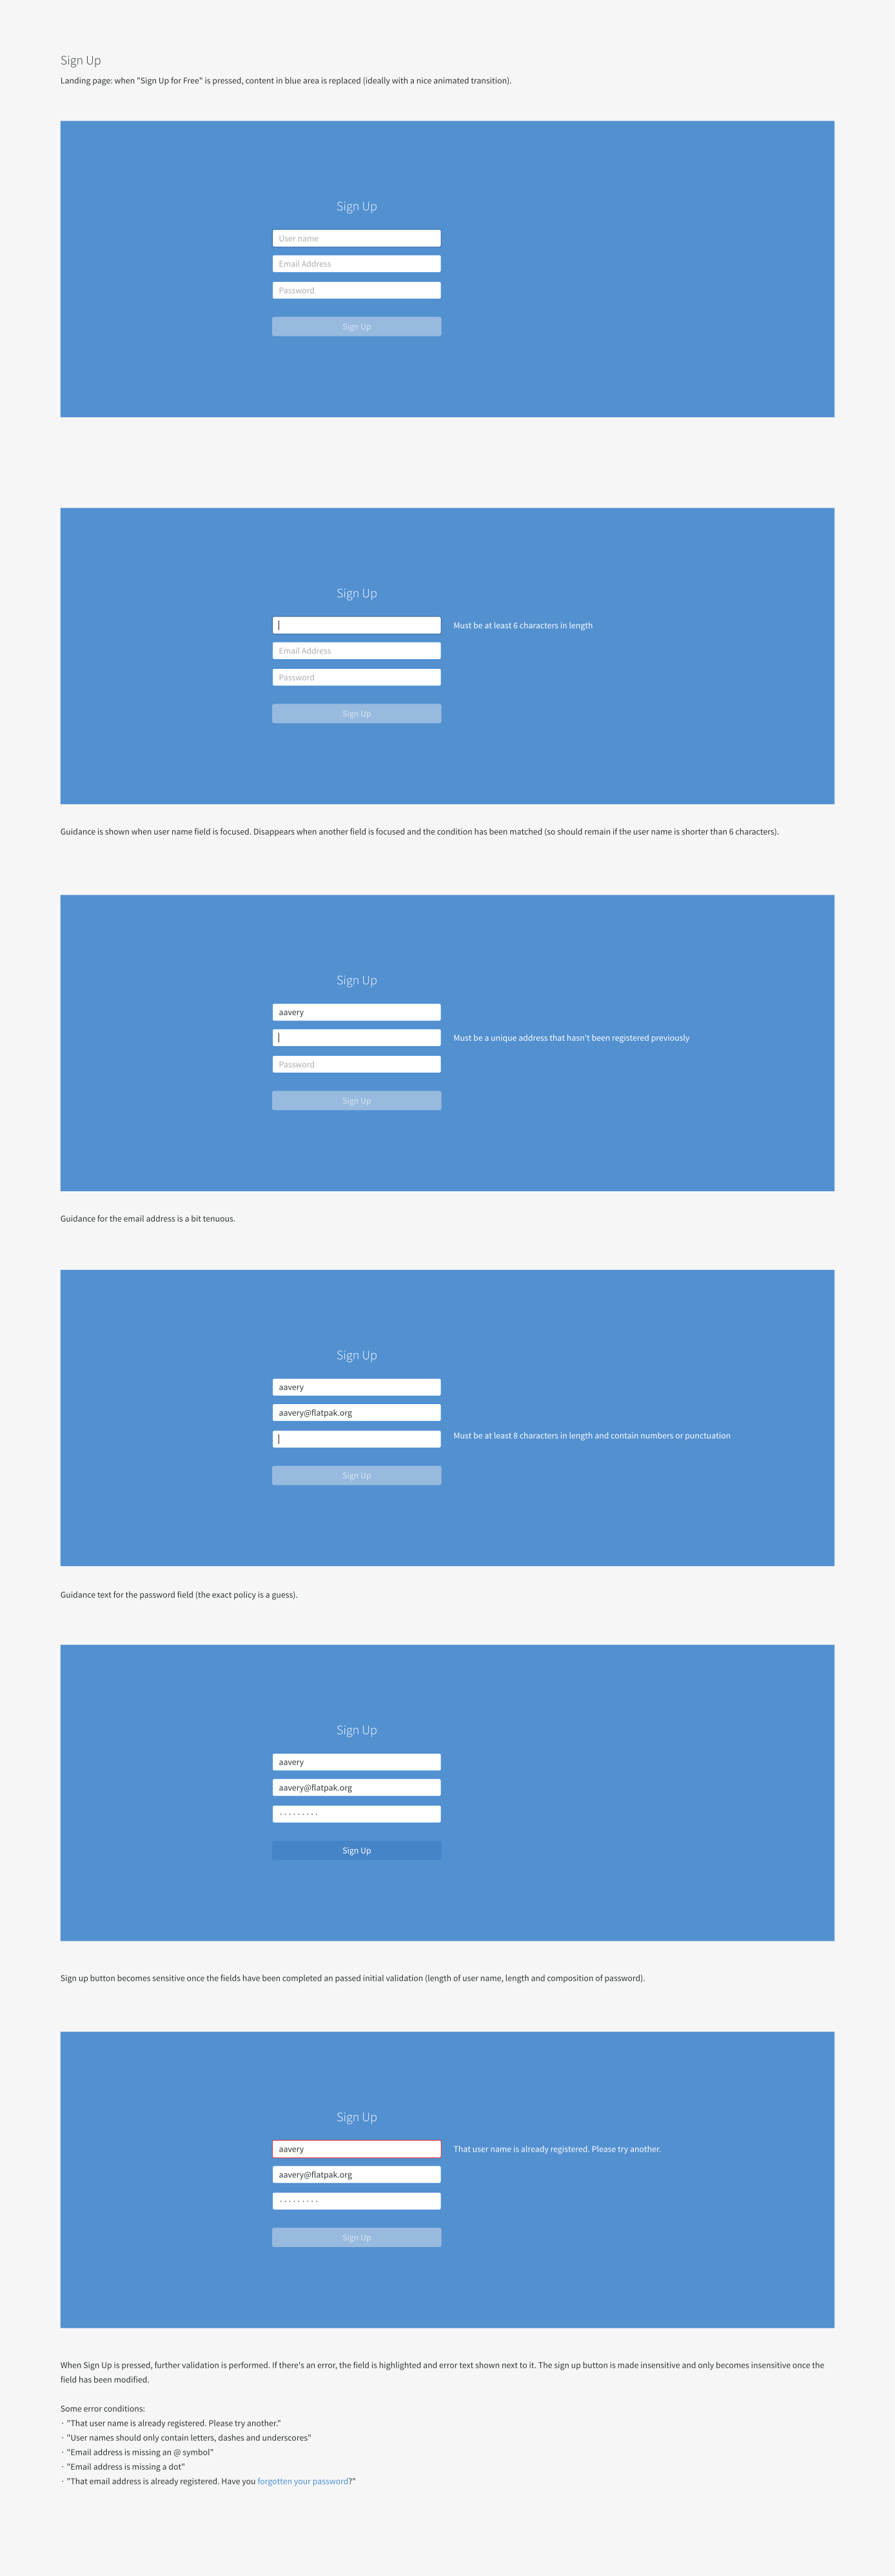 Sign Up
Landing page: when "Sign Up for Free" is pressed, content in blue area is replaced (ideally with a nice animated transition).
Sign Up
User name
Email Address
Password
Sign Up
Sign Up
Must be at least 6 characters in length
Email Address
Password
Sign Up
Guidance is shown when user name field is focused. Disappears when another field is focused and the condition has been matched (so should remain if the user name is shorter than 6 characters).
Sign Up
aavery
Must be a unique address that hasn't been registered previously
Password
Sign Up
Guidance for the email address is a bit tenuous.
Sign Up
aavery
aavery@flatpak.org
Must be at least 8 characters in length and contain numbers or punctuation
Sign Up
Guidance text for the password field (the exact policy is a guess).
Sign Up
aavery
aavery@flatpak.org
· · · · · · · · ·
Sign Up
Sign up button becomes sensitive once the fields have been completed an passed initial validation (length of user name, length and composition of password).
Sign Up
aavery
That user name is already registered. Please try another.
aavery@flatpak.org
· · · · · · · · ·
Sign Up
When Sign Up is pressed, further validation is performed. If there's an error, the field is highlighted and error text shown next to it. The sign up button is made insensitive and only becomes insensitive once the
field has been modified.
Some error conditions:
· "That user name is already registered. Please try another."
· "User names should only contain letters, dashes and underscores"
· "Email address is missing an @ symbol"
· "Email address is missing a dot"
· "That email address is already registered. Have you forgotten your password?"